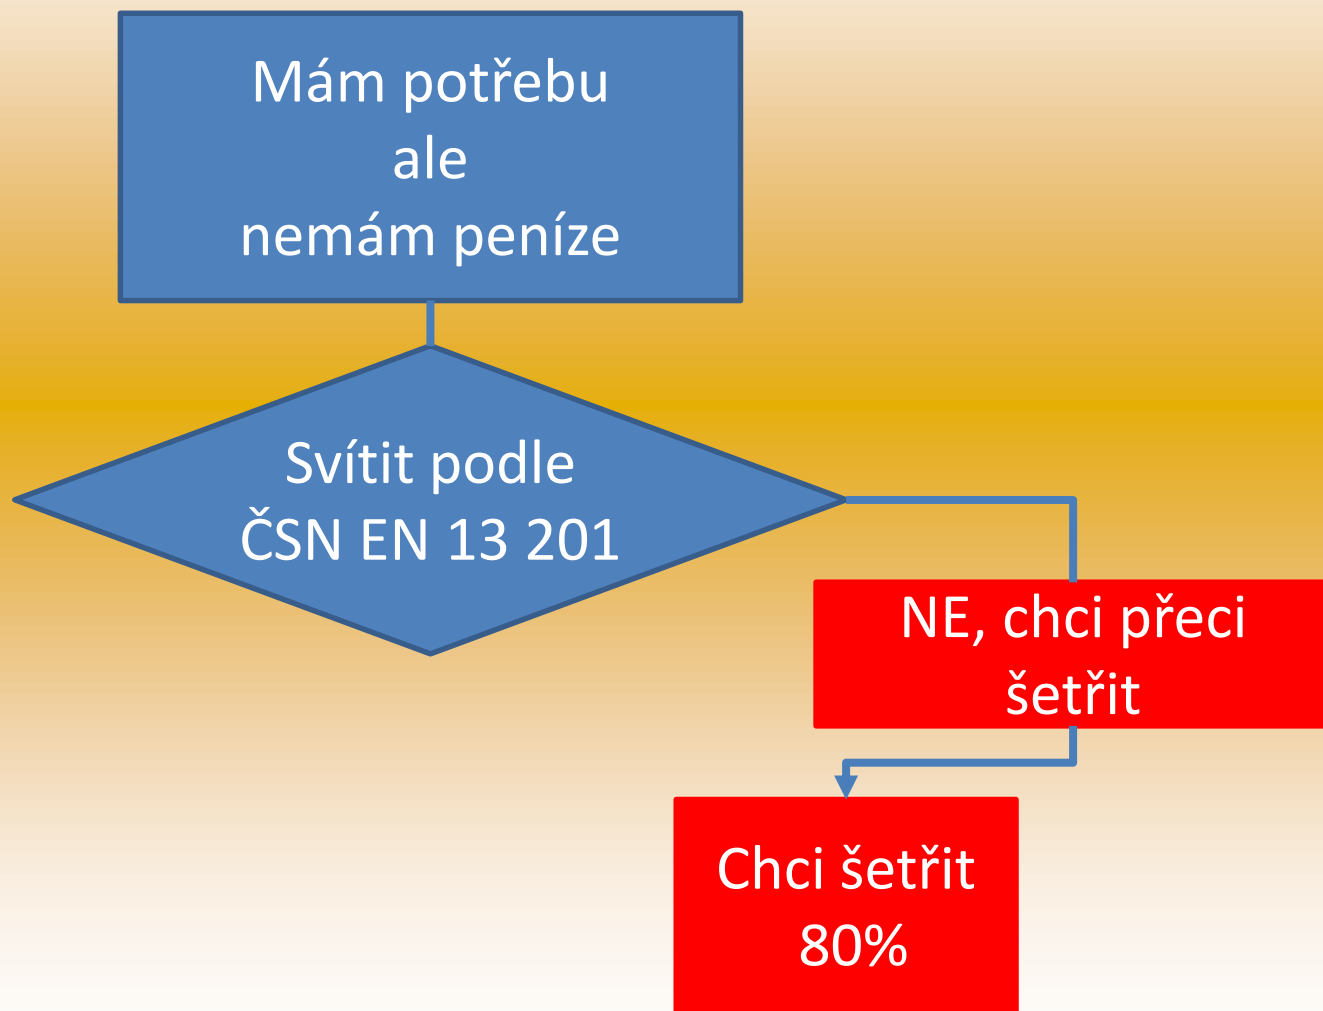 Mám potřebu
ale
nemám peníze
Svítit podle
ČSN EN 13 201
NE, chci přeci
šetřit
Chci šetřit
80%